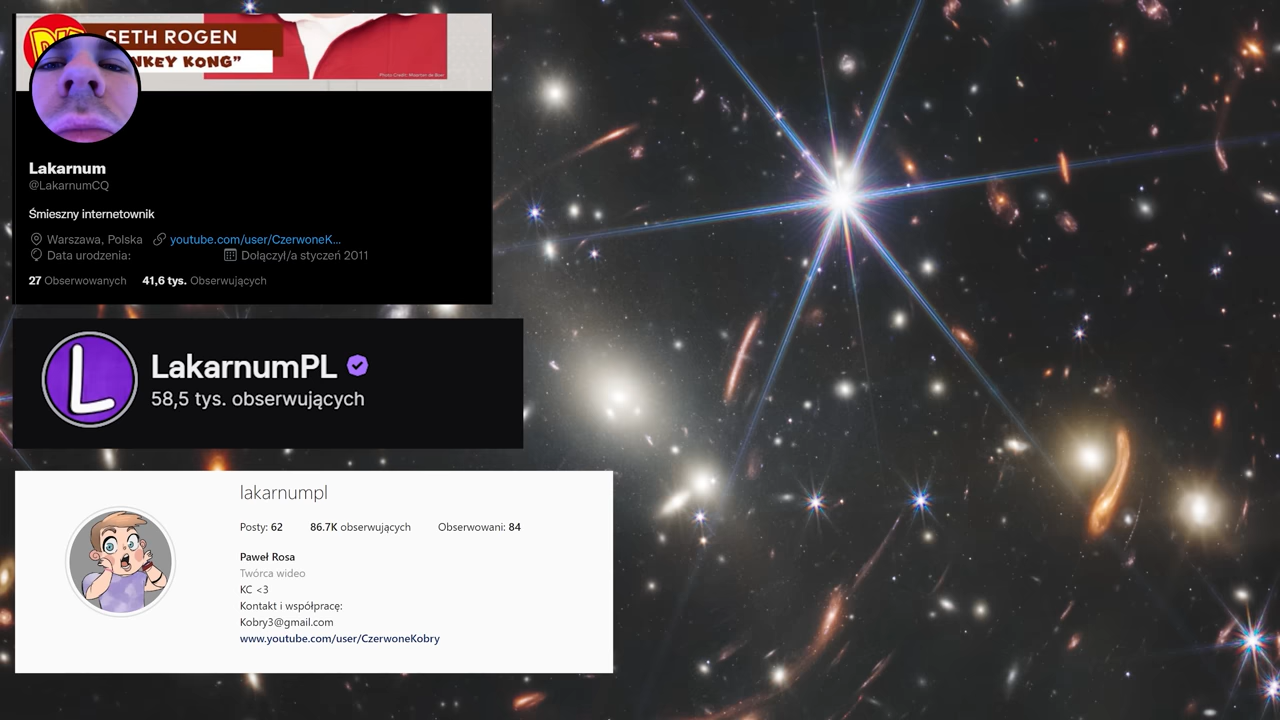 SETH ROGEN
NKEY KONG”
Lakarnum
@LakarnumCQ
Śmieszny internetownik
Warszawa, Polska youtube.com/user/CzerwoneK...
Data urodzenia: Dołączył/a styczeń 2011
27 Obserwowanych 41,6 tys. Obserwujących
L
LakarnumPL
58,5 tys. obserwujących
lakarnumpl
Posty: 62 86.7K obserwujących Obserwowani: 84
Paweł Rosa
Twórca wideo
KC <3
Kontakt i współpracę:
Kobry3@gmail.com
www.youtube.com/user/CzerwoneKobry